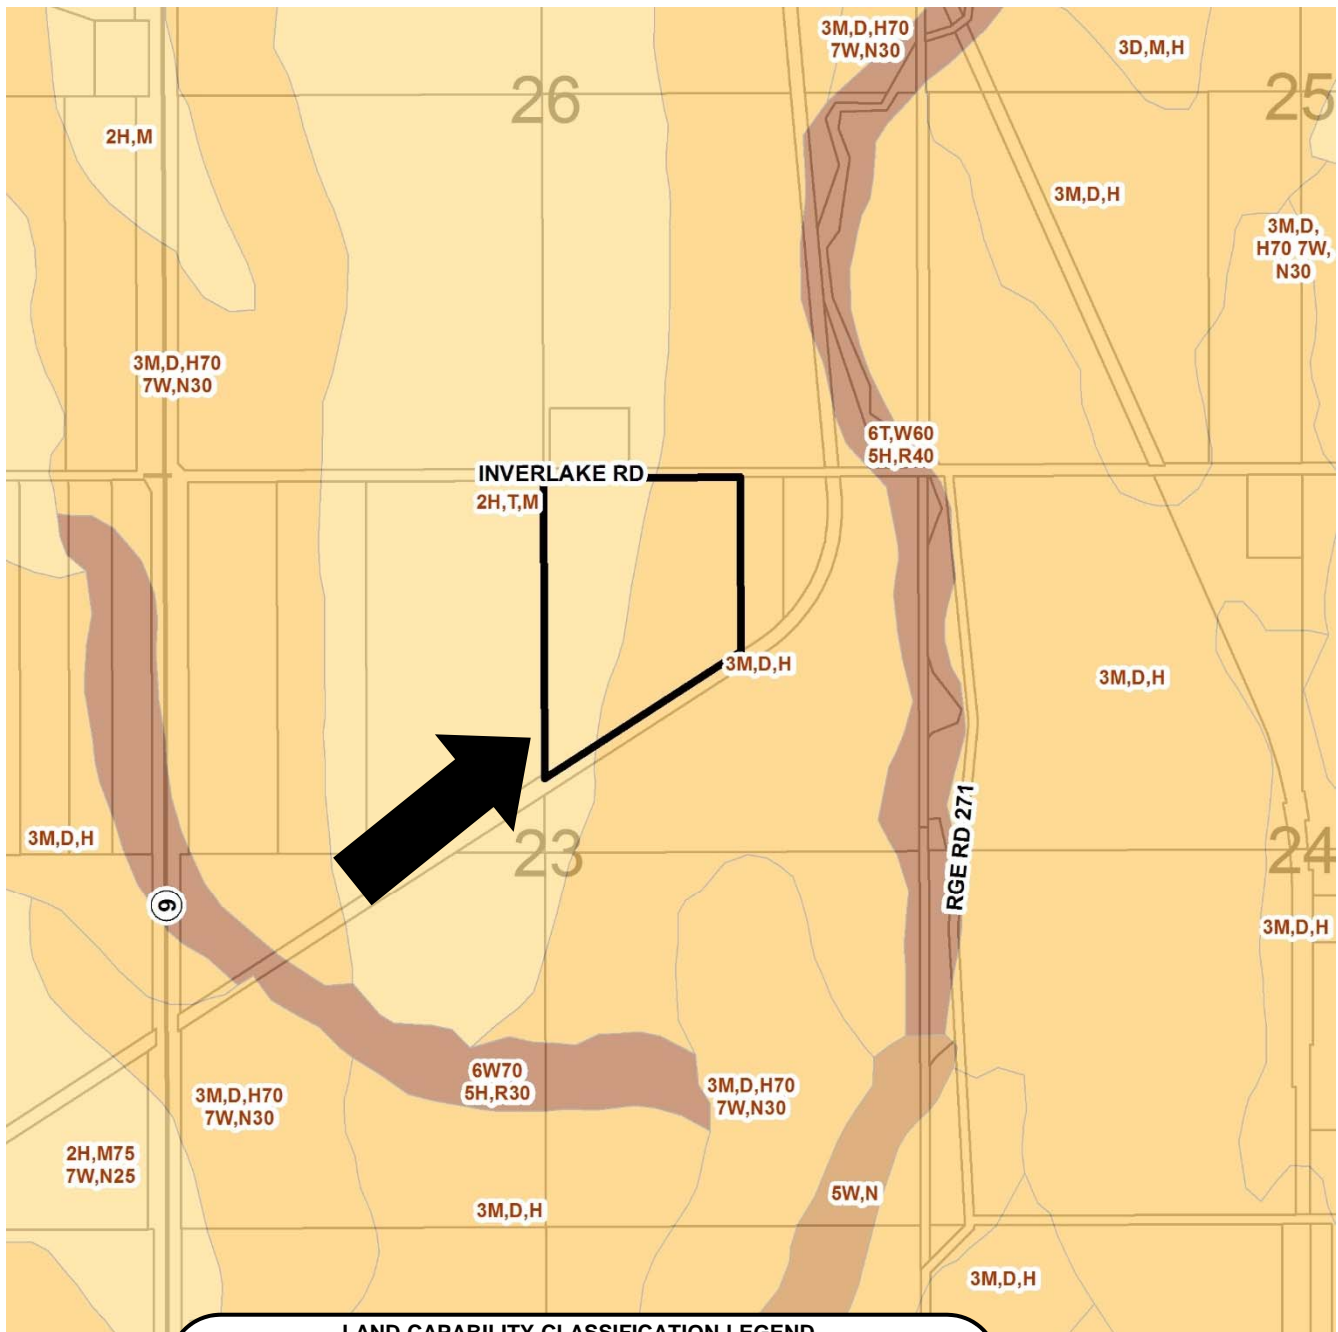 3M,D,H70
7W,N30
3D,M,H
26
25
2H,M
3M,D,H
3M,D,
H70 7W,
N30
3M,D,H70
7W,N30
6T,W60
5H,R40
INVERLAKE RD
2H,T,M
3M,D,H
3M,D,H
3M,D,H
23
24
RGE RD 271
9
3M,D,H
6W70
5H,R30
3M,D,H70
7W,N30
3M,D,H70
7W,N30
2H,M75
7W,N25
5W,N
3M,D,H
3M,D,H
LAND CAPABILITY CLASSIFICATION LEGEND